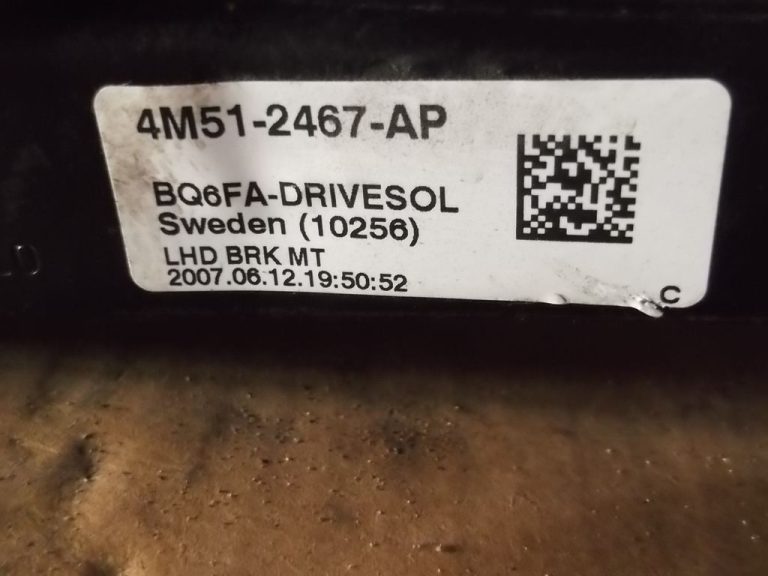 4M51-2467-AP
BQ6FA-DRIVESOL
Sweden (10256)
LHD BRK MT
2007.06.12.19:50:52
C